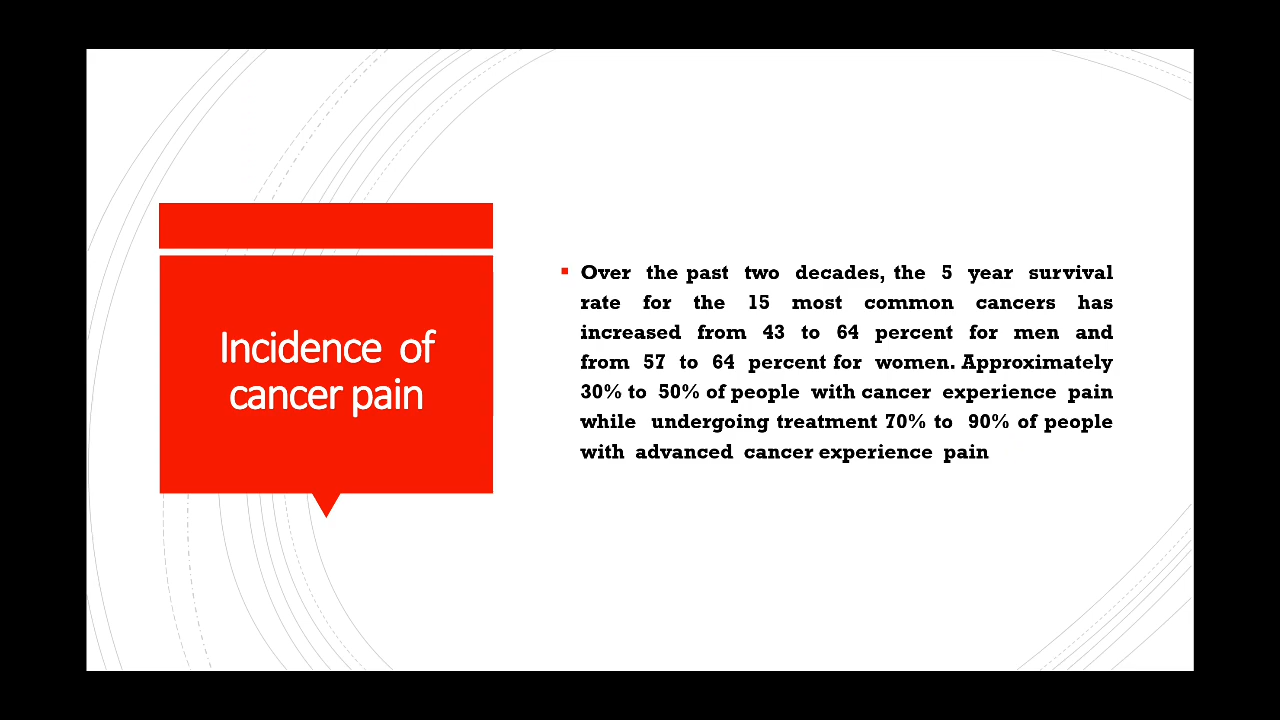 Incidence of
cancer pain
Over the past two decades, the 5 year survival
rate for the 15 most common cancers has
increased from 43 to 64 percent for men and
from 57 to 64 percent for women. Approximately
30% to 50% of people with cancer experience pain
while undergoing treatment 70% to 90% of people
with advanced cancer experience pain